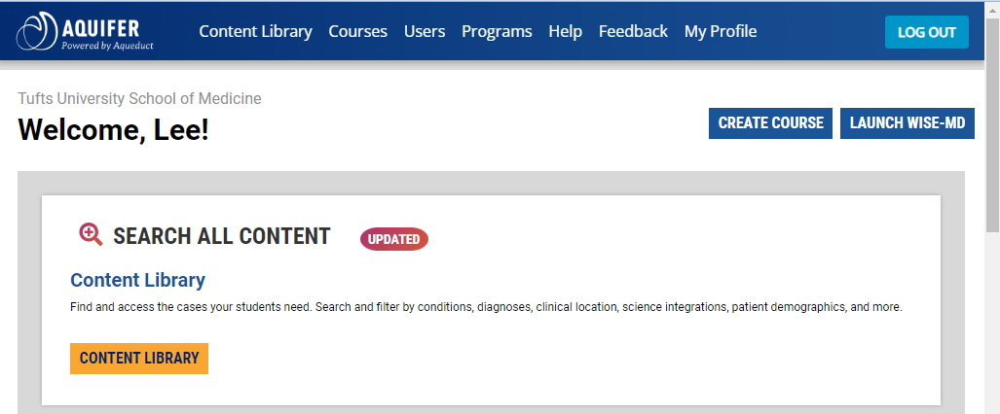 AQUIFER
Powered by Aqueduct
Content Library Courses Users Programs Help Feedback My Profile
LOG OUT
Tufts University School of Medicine
Welcome, Lee!
CREATE COURSE
LAUNCH WISE-MD
SEARCH ALL CONTENT
UPDATED
Content Library
Find and access the cases your students need. Search and filter by conditions, diagnoses, clinical location, science integrations, patient demographics, and more.
CONTENT LIBRARY